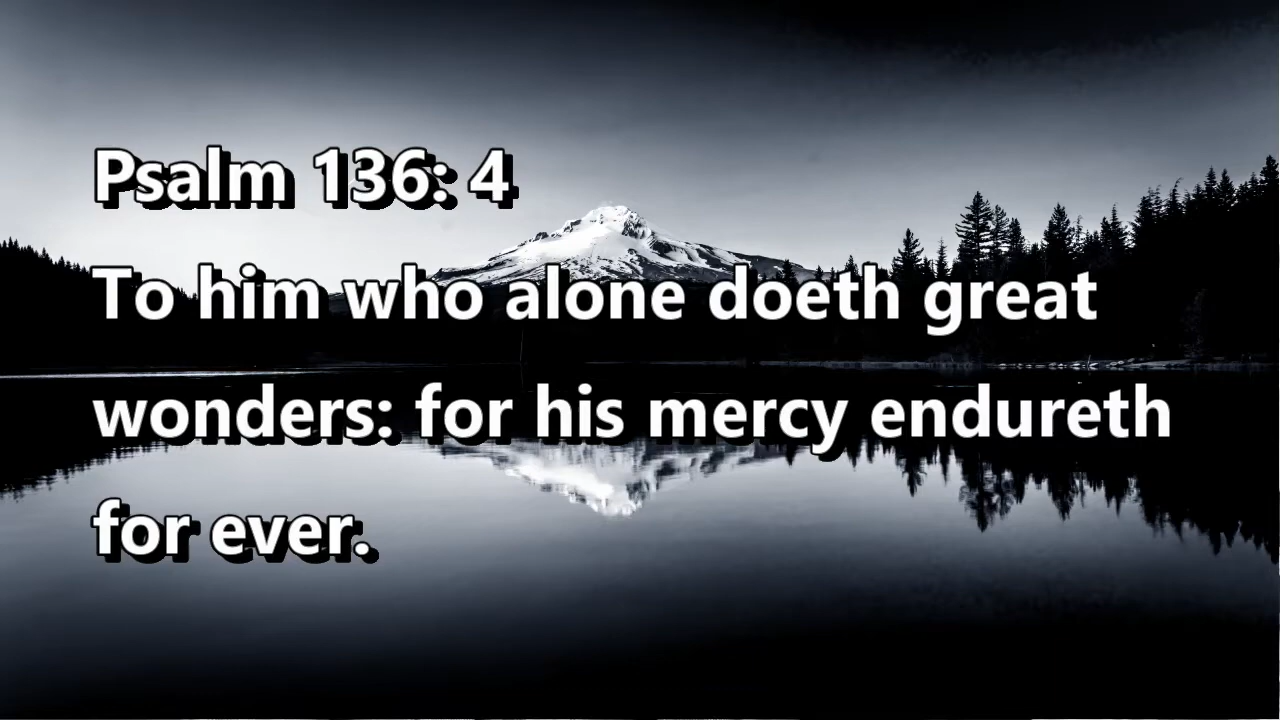 Psalm 136: 4
To him who alone doeth great
wonders: for his mercy endureth
for ever.